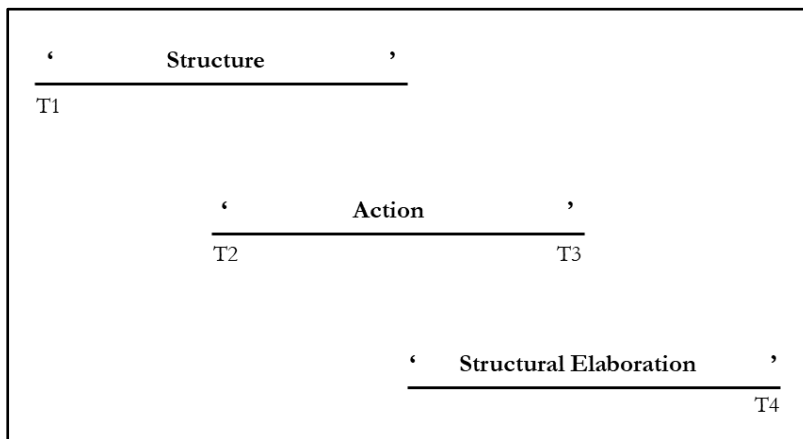 ‘ Structure ’
T1
‘ Action ’
T2 T3
‘ Structural Elaboration ’
T4